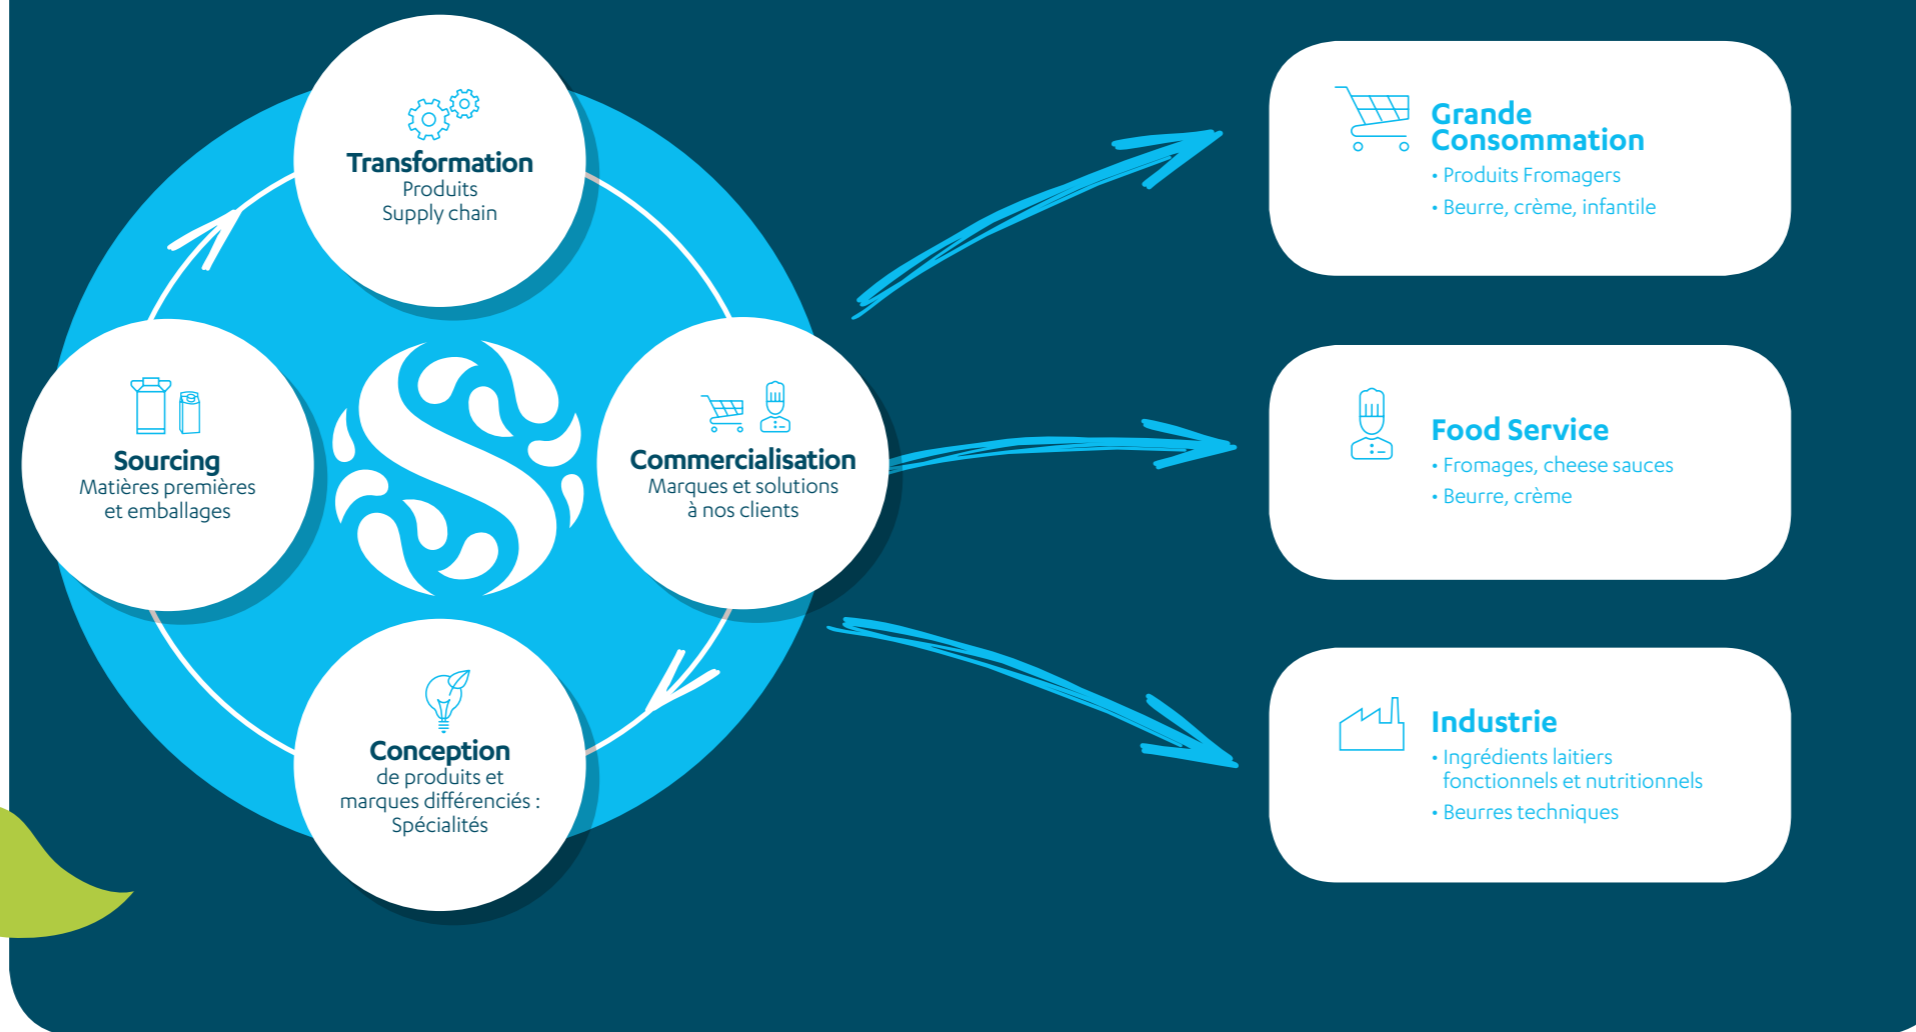 Transformation
Produits
Supply chain
Sourcing
Matières premières
et emballages
Commercialisation
Marques et solutions
à nos clients
Conception
de produits et
marques différenciés :
Spécialités
Grande
Consommation
• Produits Fromagers
• Beurre, crème, infantile
Food Service
• Fromages, cheese sauces
• Beurre, crème
Industrie
• Ingrédients laitiers
fonctionnels et nutritionnels
• Beurres techniques